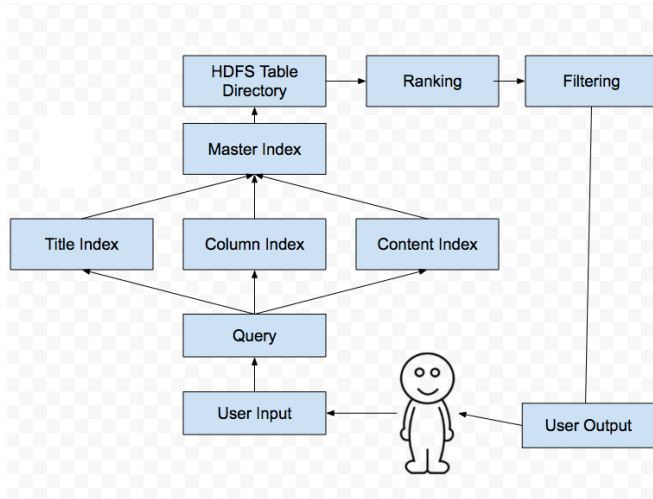 HDFS Table
Directory
Ranking
Filtering
Master Index
Title Index
Column Index
Content Index
Query
User Input
User Output